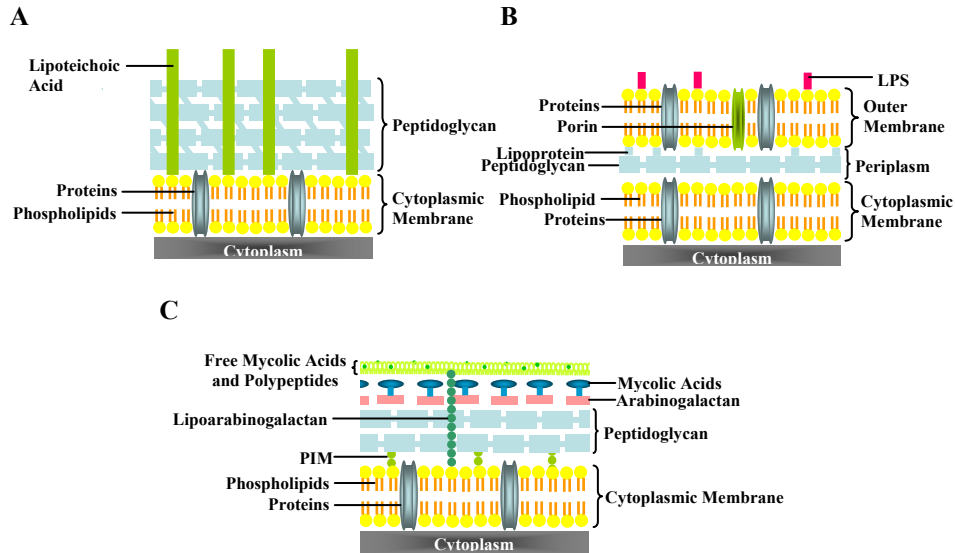 A
Lipoteichoic
Acid
Peptidoglycan
Proteins
Phospholipids
Cytoplasmic
Membrane
Cytoplasm
B
LPS
Proteins
Porin
Outer
Membrane
Lipoprotein
Peptidoglycan
Periplasm
Phospholipid
Proteins
Cytoplasmic
Membrane
Cytoplasm
C
Free Mycolic Acids
and Polypeptides
Mycolic Acids
Arabinogalactan
Lipoarabinogalactan
Peptidoglycan
PIM
Phospholipids
Proteins
Cytoplasmic Membrane
Cytoplasm